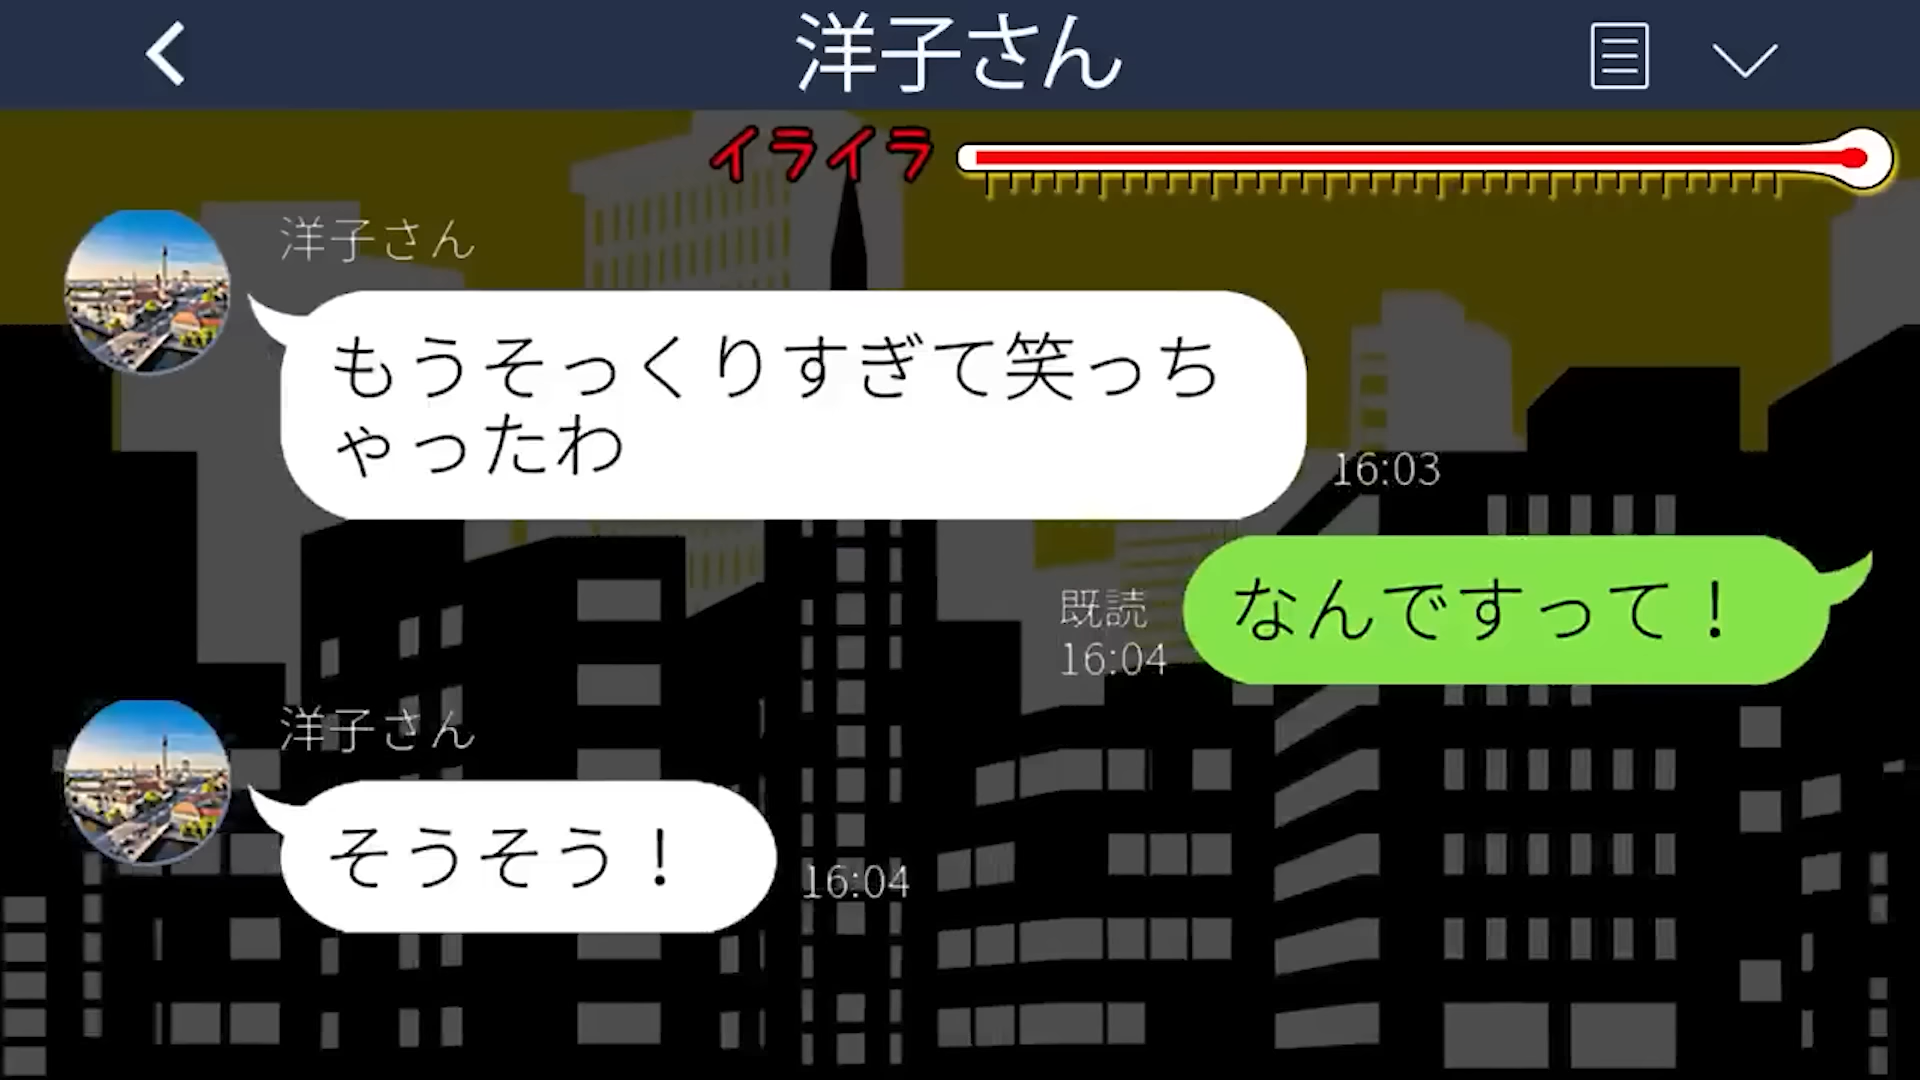 洋子さん
イライラ
洋子さん
もうそっくりすぎて笑っち
ゃったわ
16:03
なんですって！
既読
16:04
洋子さん
そうそう！
16:04